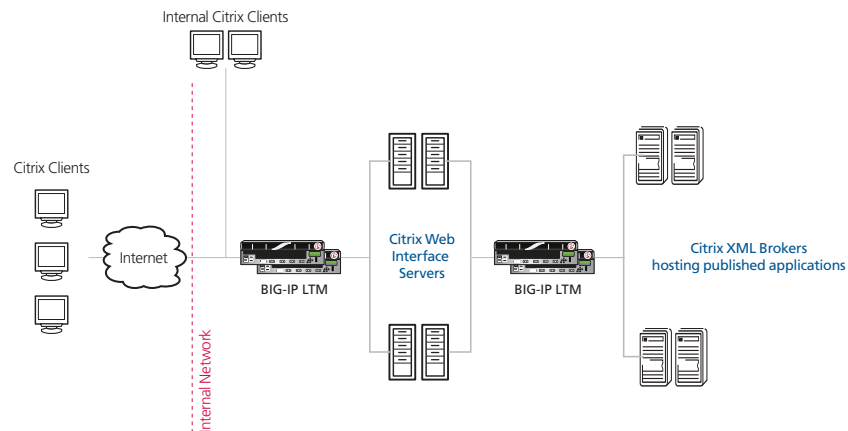 Internal Citrix Clients
Citrix Clients
Internet
BIG-IP LTM
Citrix Web
Interface
Servers
BIG-IP LTM
Citrix XML Brokers
hosting published applications
Internal Network